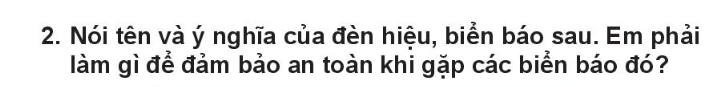 2. Nói tên và ý nghĩa của đèn hiệu, biển báo sau. Em phải
làm gì để đảm bảo an toàn khi gặp các biển báo đó?